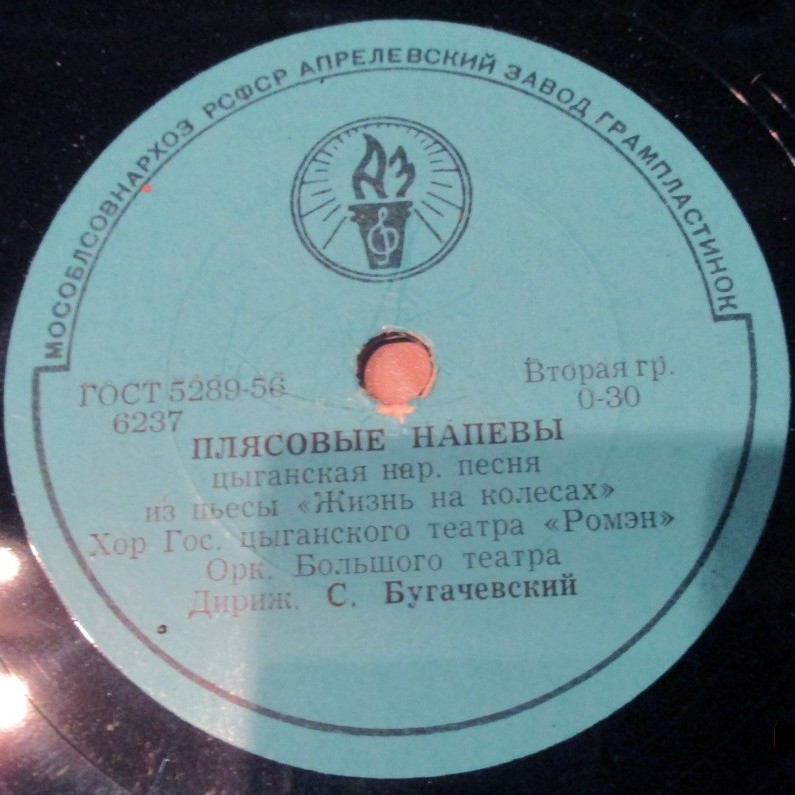 МОСОБЛСОВНАРХОЗ РСФСР АПРЕЛЕВСКИЙ ЗАВОД ГРАМПЛАСТИНОК
АЗ
ГОСТ 5289-56
6237
Вторая гр.
0-30
ПЛЯСОВЫЕ НАПЕВЫ
цыганская нар. песня
из пьесы «Жизнь на колесах»
Хор Гос. цыганского театра «Ромэн»
Орк. Большого театра
Дириж. С. Бугачевский